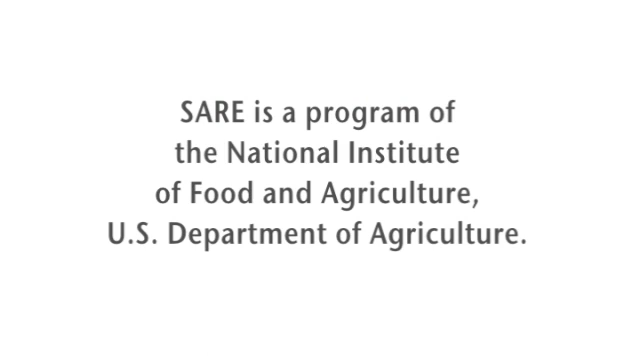 SARE is a program of
the National Institute
of Food and Agriculture,
U.S. Department of Agriculture.